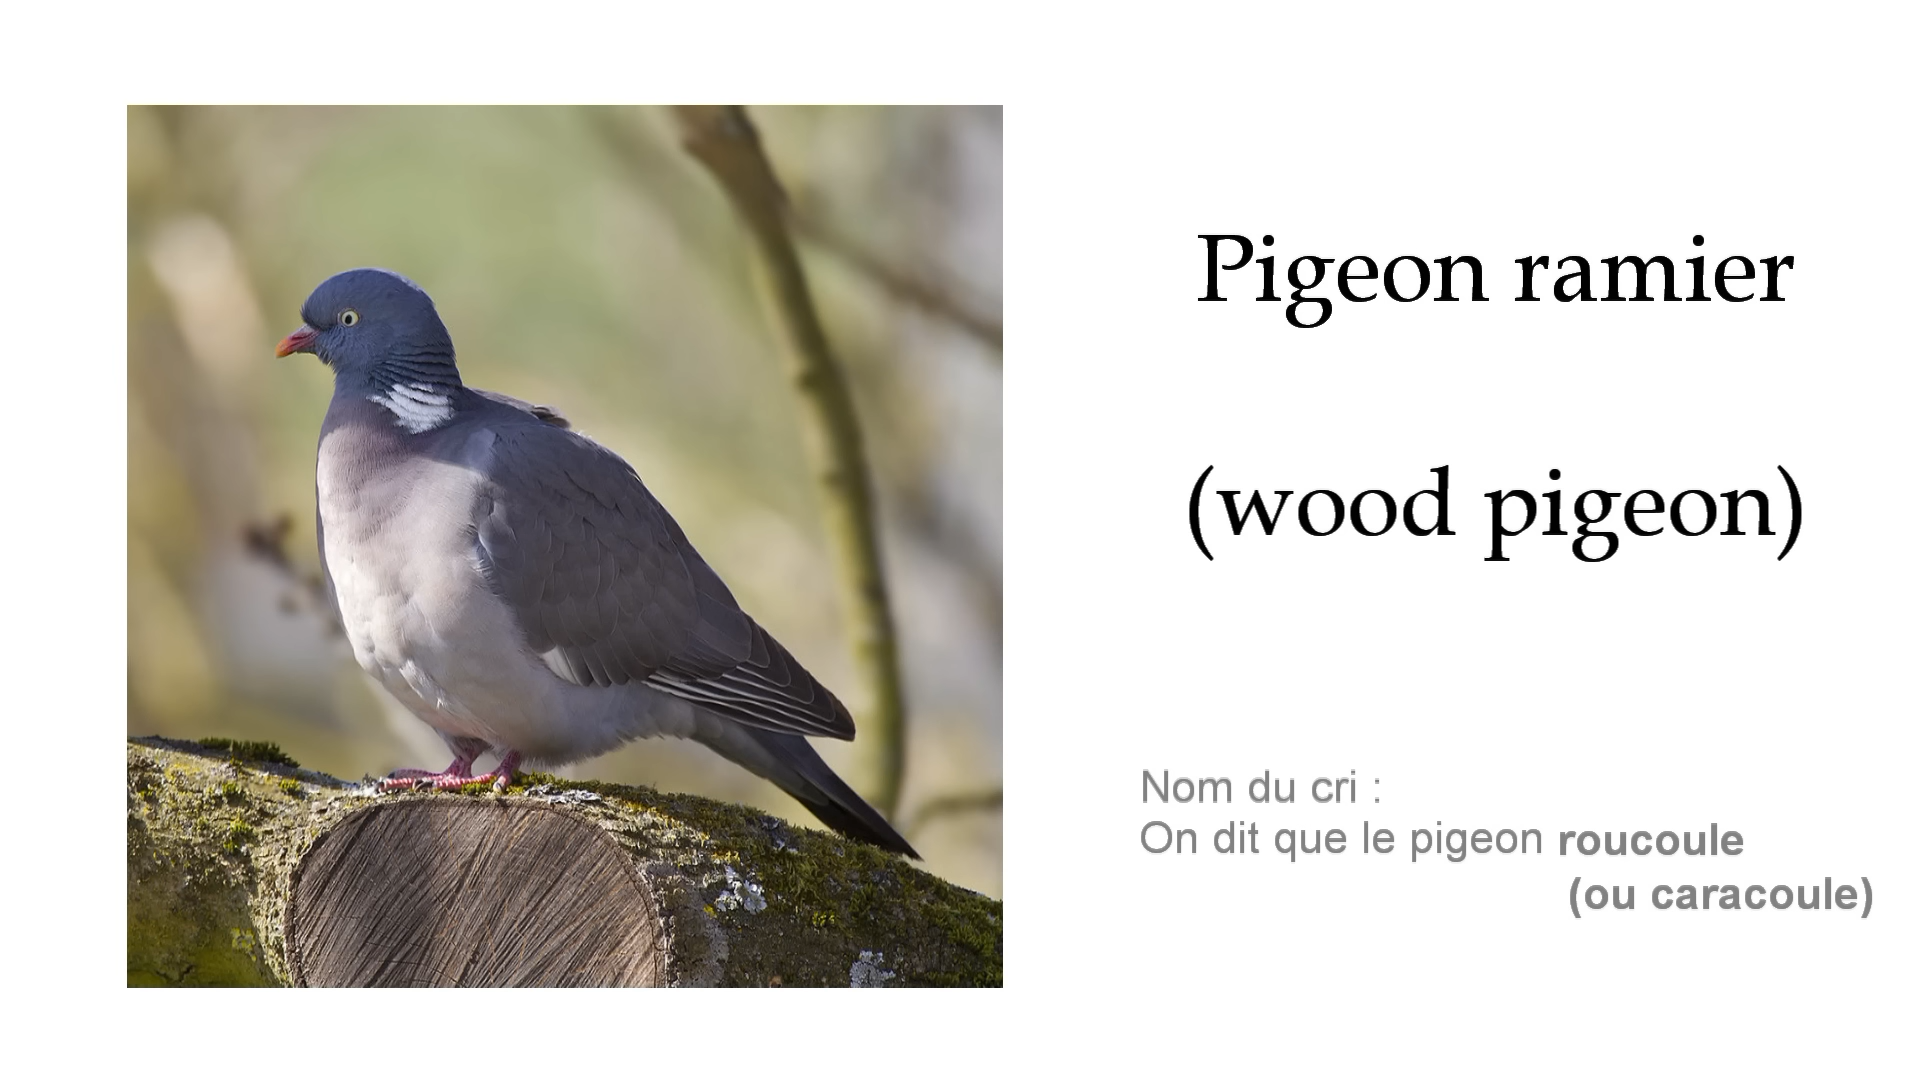 Pigeon ramier
(wood pigeon)
Nom du cri :
On dit que le pigeon roucoule
(ou caracoule)